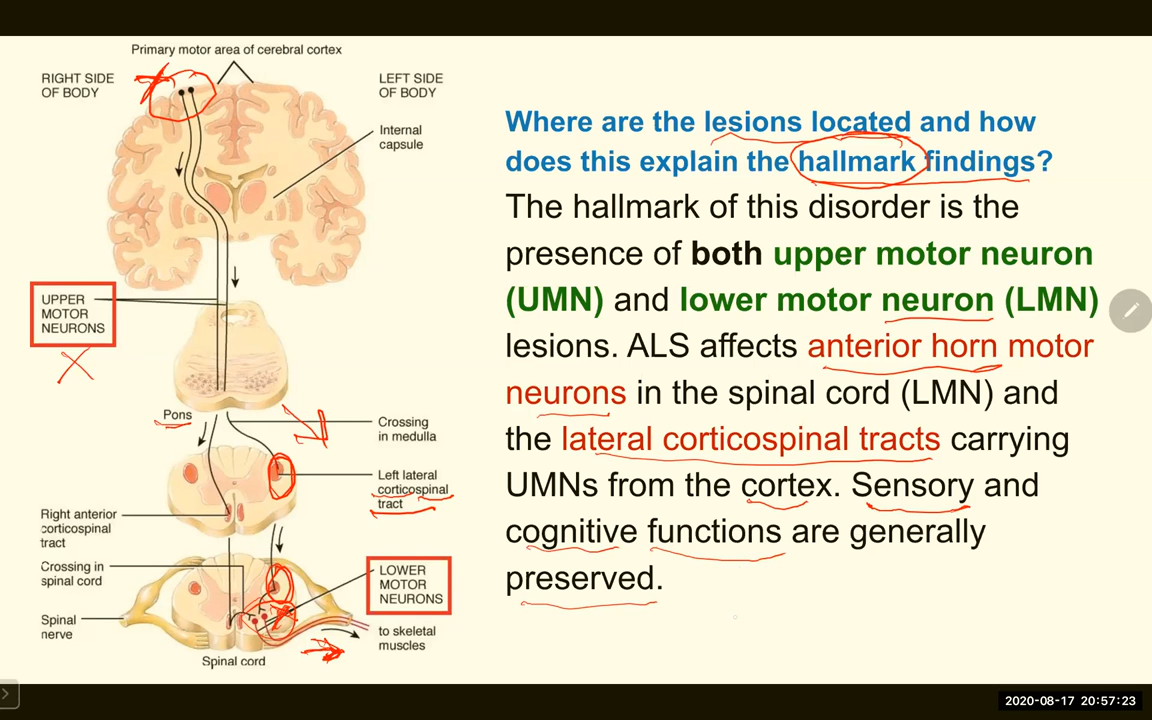 Primary motor area of cerebral cortex
RIGHT SIDE
OF BODY
LEFT SIDE
OF BODY
Internal
capsule
UPPER
MOTOR
NEURONS
Pons
Crossing
in medulla
Left lateral
corticospinal
tract
Right anterior
corticospinal
tract
Crossing in
spinal cord
LOWER
MOTOR
NEURONS
Spinal
nerve
to skeletal
muscles
Spinal cord
Where are the lesions located and how
does this explain the hallmark findings?
The hallmark of this disorder is the
presence of both upper motor neuron
(UMN) and lower motor neuron (LMN)
lesions. ALS affects anterior horn motor
neurons in the spinal cord (LMN) and
the lateral corticospinal tracts carrying
UMNs from the cortex. Sensory and
cognitive functions are generally
preserved.
2020-08-17 20:57:23